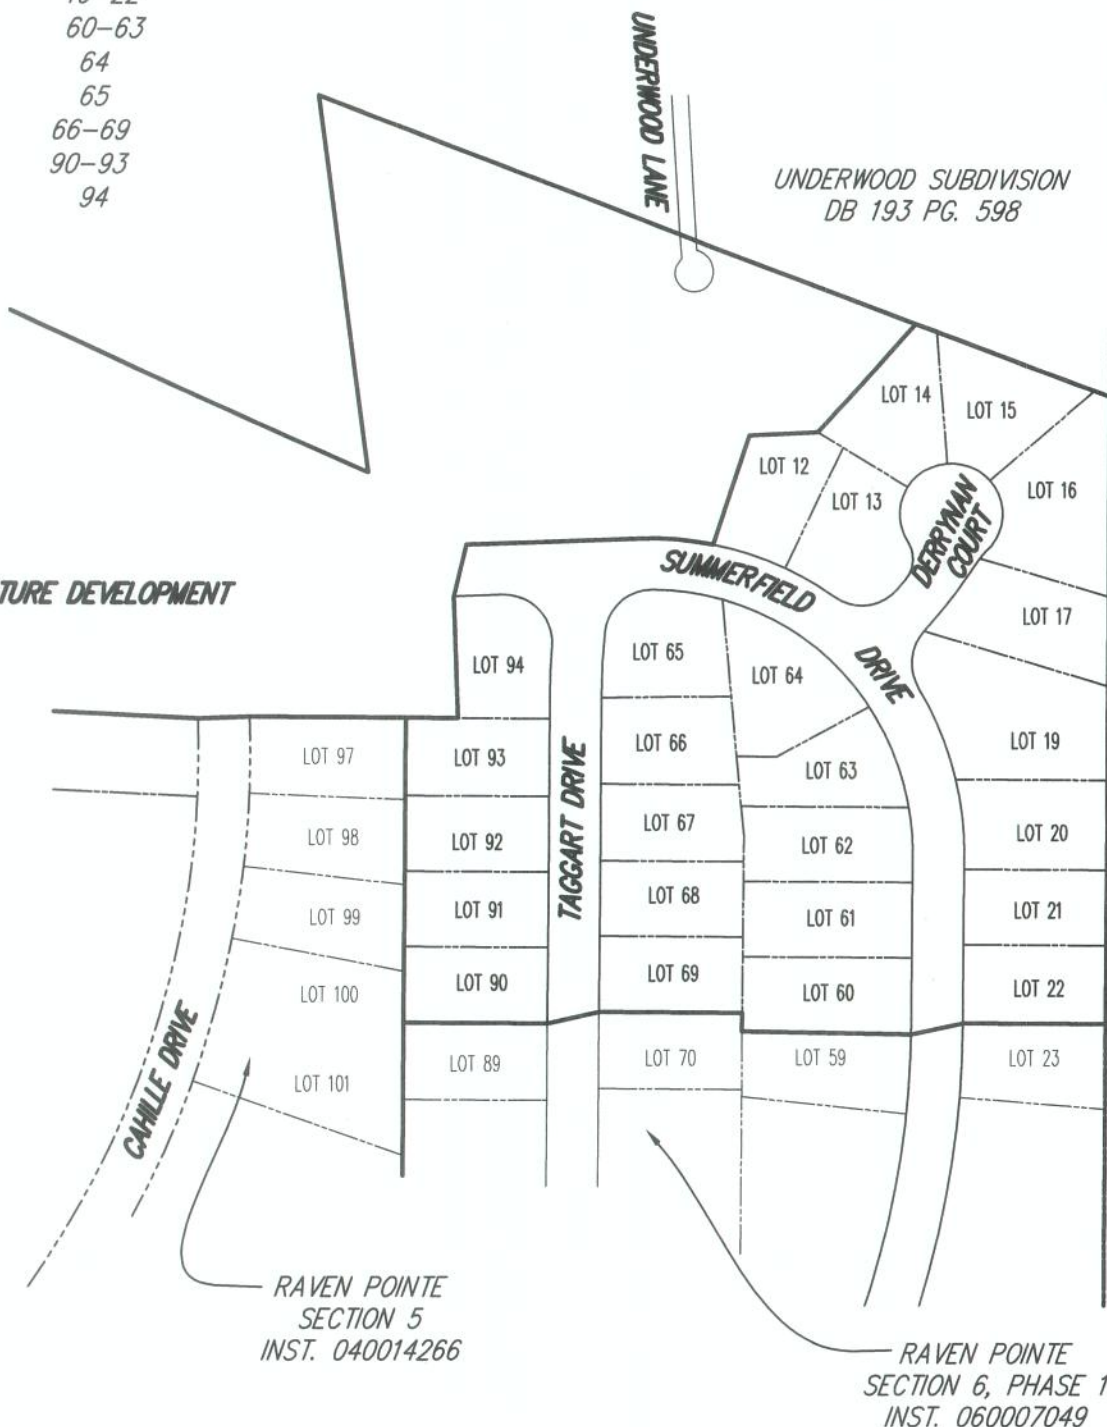 60-63
64
65
66-69
90-93
94
UNDERWOOD LANE
UNDERWOOD SUBDIVISION
DB 193 PG. 598
LOT 14
LOT 15
LOT 12
LOT 13
LOT 16
DERRYNAN
COURT
SUMMERFIELD
DRIVE
TURE DEVELOPMENT
LOT 17
LOT 94
LOT 65
LOT 64
LOT 19
LOT 97
LOT 93
LOT 66
LOT 63
TAGGART DRIVE
LOT 98
LOT 92
LOT 67
LOT 62
LOT 20
LOT 99
LOT 91
LOT 68
LOT 61
LOT 21
LOT 100
LOT 90
LOT 69
LOT 60
LOT 22
CAHILLE DRIVE
LOT 101
LOT 89
LOT 70
LOT 59
LOT 23
RAVEN POINTE
SECTION 5
INST. 040014266
RAVEN POINTE
SECTION 6, PHASE 1
INST. 060007049